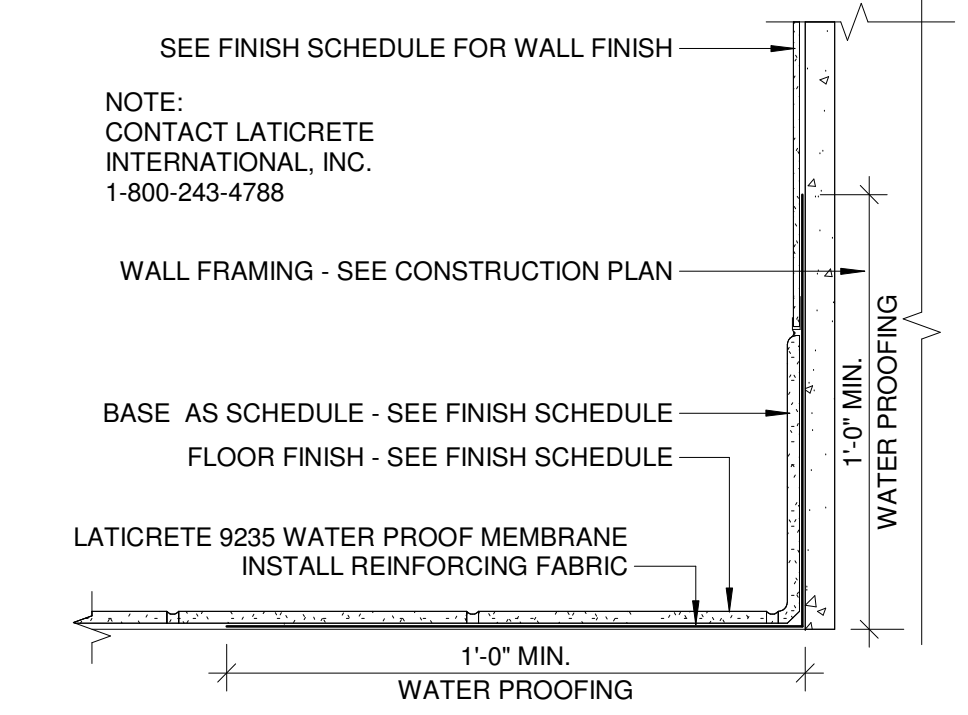 SEE FINISH SCHEDULE FOR WALL FINISH
NOTE:
CONTACT LATICRETE
INTERNATIONAL, INC.
1-800-243-4788
WALL FRAMING - SEE CONSTRUCTION PLAN
BASE AS SCHEDULE - SEE FINISH SCHEDULE
FLOOR FINISH - SEE FINISH SCHEDULE
LATICRETE 9235 WATER PROOF MEMBRANE
INSTALL REINFORCING FABRIC
1'-0" MIN.
WATER PROOFING
1'-0" MIN.
WATER PROOFING